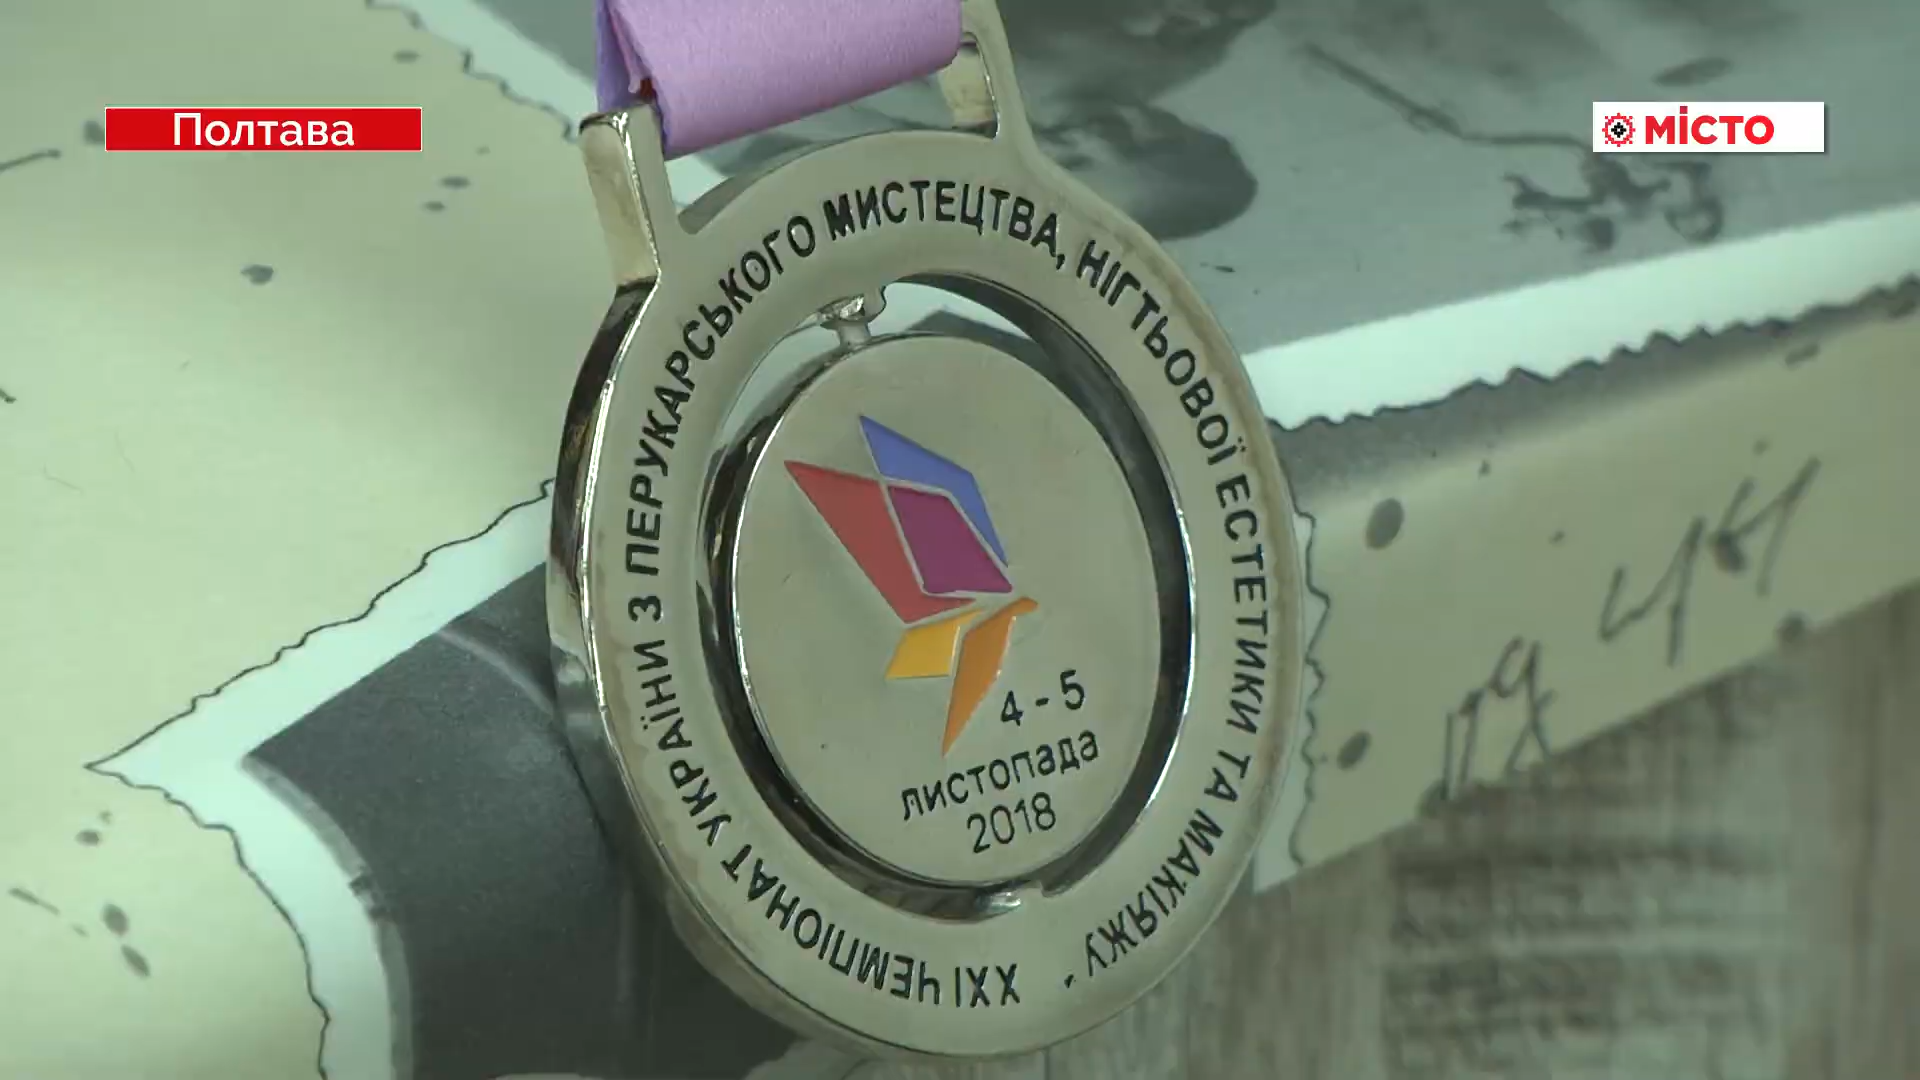 Полтава
МІСТО
XXI ЧЕМПІОНАТ УКРАЇНИ З ПЕРУКАРСЬКОГО МИСТЕЦТВА, НІГТЬОВОЇ ЕСТЕТИКИ ТА МАКІЯЖУ
4 - 5
листопада
2018